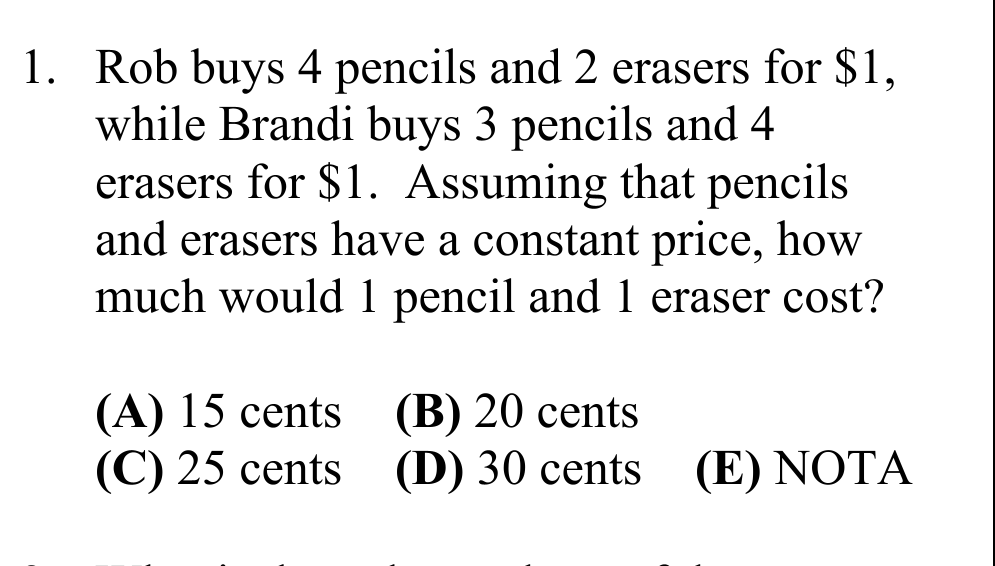 1. Rob buys 4 pencils and 2 erasers for $1,
while Brandi buys 3 pencils and 4
erasers for $1. Assuming that pencils
and erasers have a constant price, how
much would 1 pencil and 1 eraser cost?
(A) 15 cents (B) 20 cents
(C) 25 cents (D) 30 cents (E) NOTA